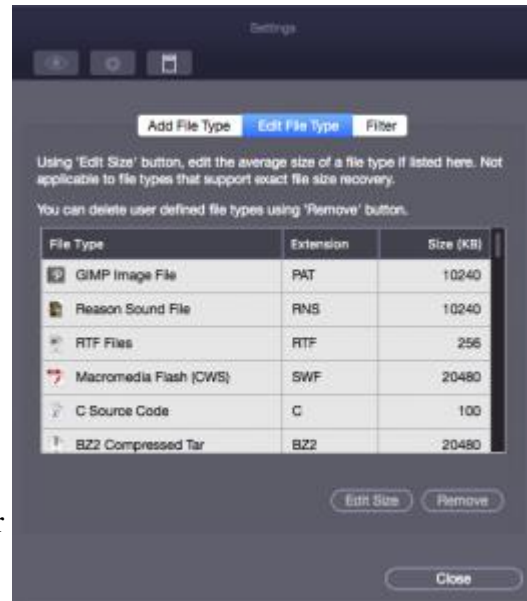 Settings
Add File Type Edit File Type Filter
Using 'Edit Size' button, edit the average size of a file type if listed here. Not
applicable to file types that support exact file size recovery.
You can delete user defined file types using 'Remove' button.
File Type Extension Size (KB)
GIMP Image File PAT 10240
Reason Sound File RNS 10240
RTF Files RTF 256
Macromedia Flash (CWS) SWF 20480
C Source Code C 100
BZ2 Compressed Tar BZ2 20480
Edit Size Remove
r
Close